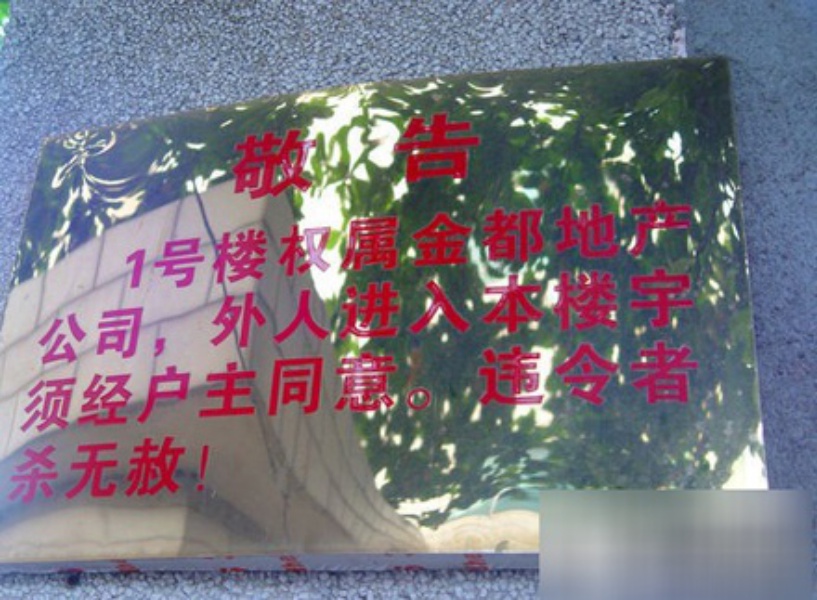 敬 告
1号楼权属金都地产
公司，外人进入本楼宇
须经户主同意。违令者
杀无赦！